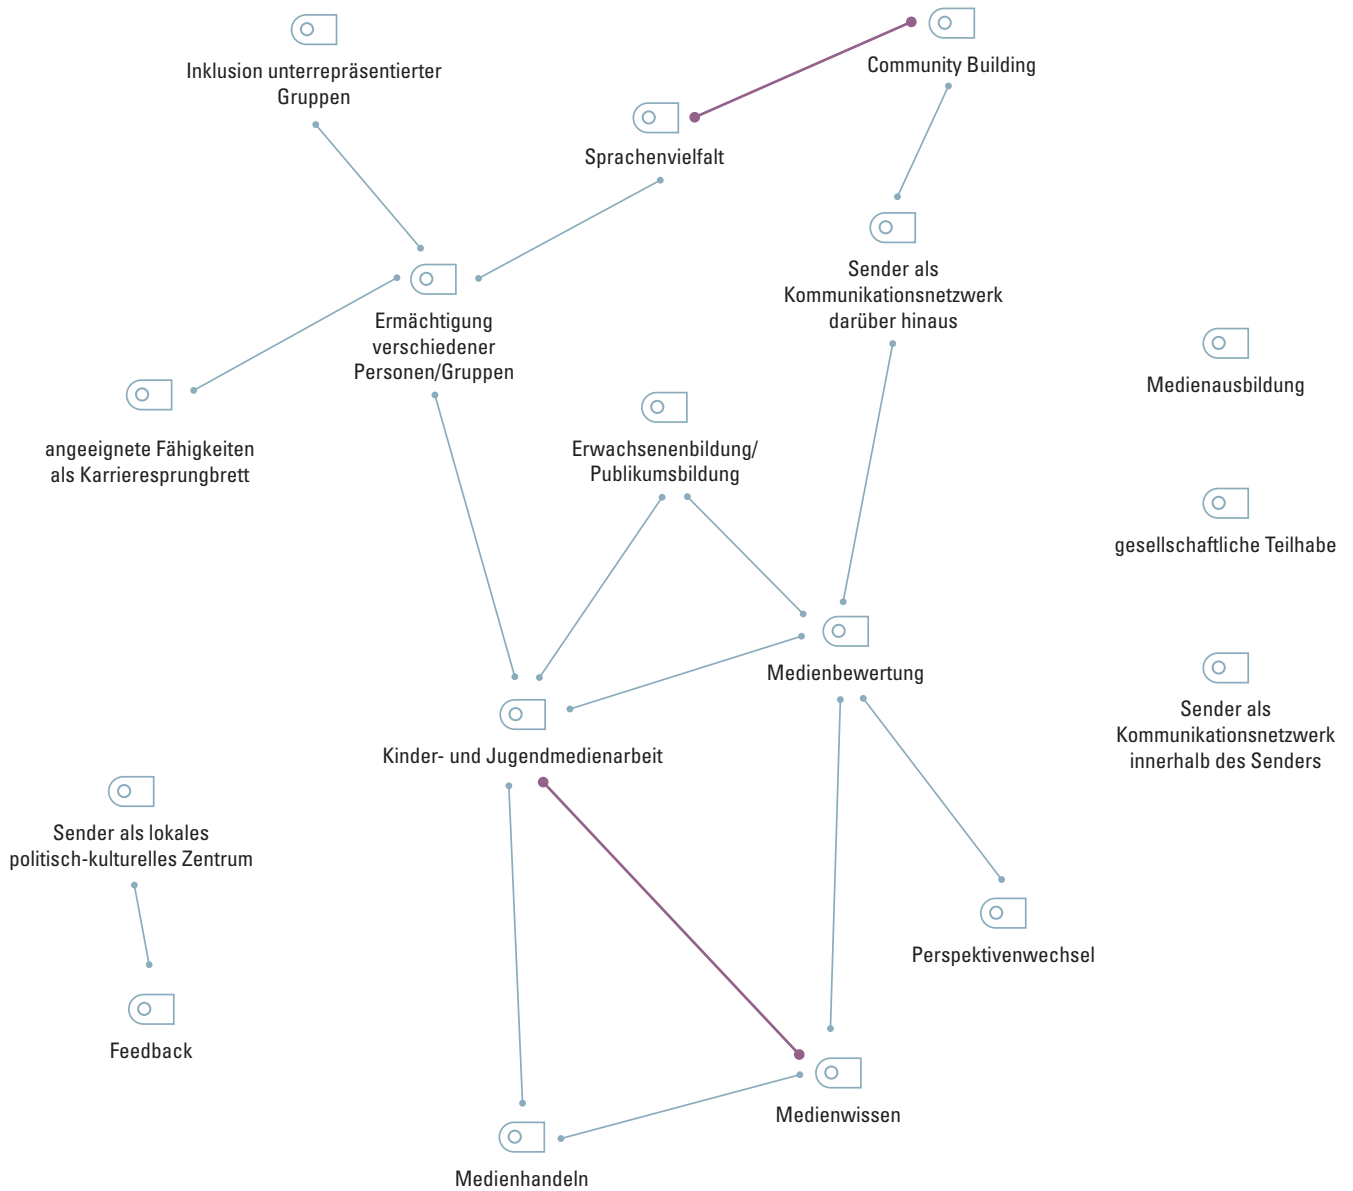 Community Building
Inklusion unterrepräsentierter
Gruppen
Sprachenvielfalt
Sender als
Kommunikationsnetzwerk
darüber hinaus
Ermächtigung
verschiedener
Personen/Gruppen
Medienausbildung
angeeignete Fähigkeiten
als Karrieresprungbrett
Erwachsenenbildung/
Publikumsbildung
gesellschaftliche Teilhabe
Medienbewertung
Sender als
Kommunikationsnetzwerk
innerhalb des Senders
Kinder- und Jugendmedienarbeit
Sender als lokales
politisch-kulturelles Zentrum
Perspektivenwechsel
Feedback
Medienwissen
Medienhandeln